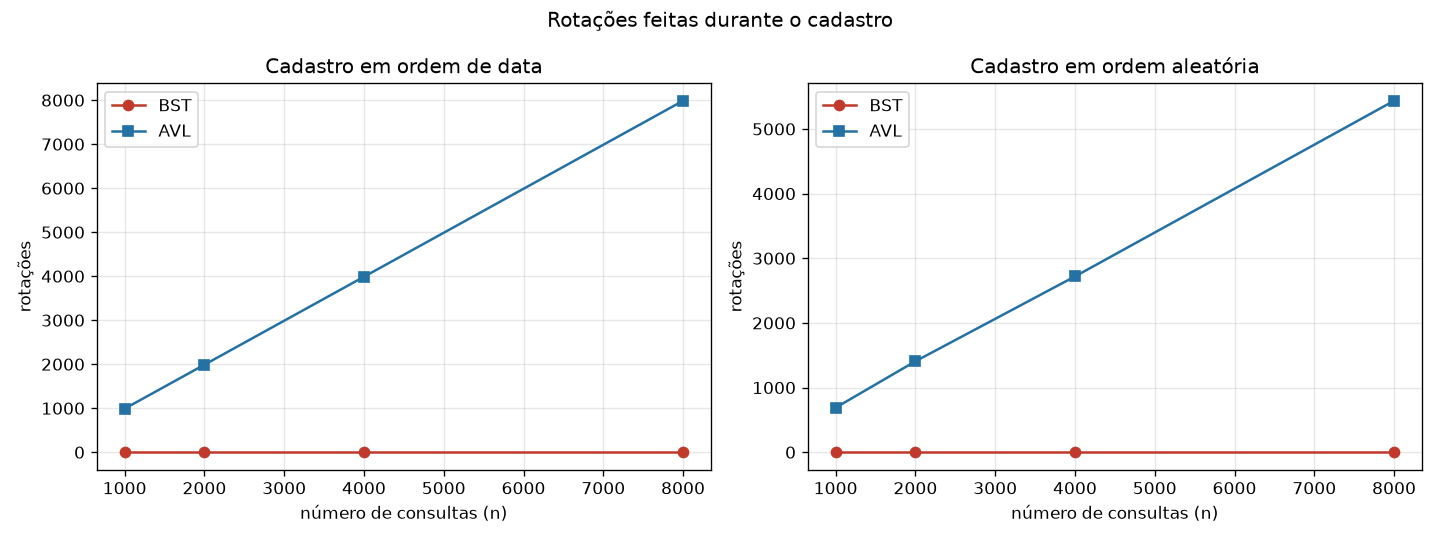 Rotações feitas durante o cadastro
Cadastro em ordem de data
BST
AVL
8000
7000
6000
5000
4000
3000
2000
1000
0
rotações
1000 2000 3000 4000 5000 6000 7000 8000
número de consultas (n)
Cadastro em ordem aleatória
BST
AVL
5000
4000
3000
2000
1000
0
rotações
1000 2000 3000 4000 5000 6000 7000 8000
número de consultas (n)